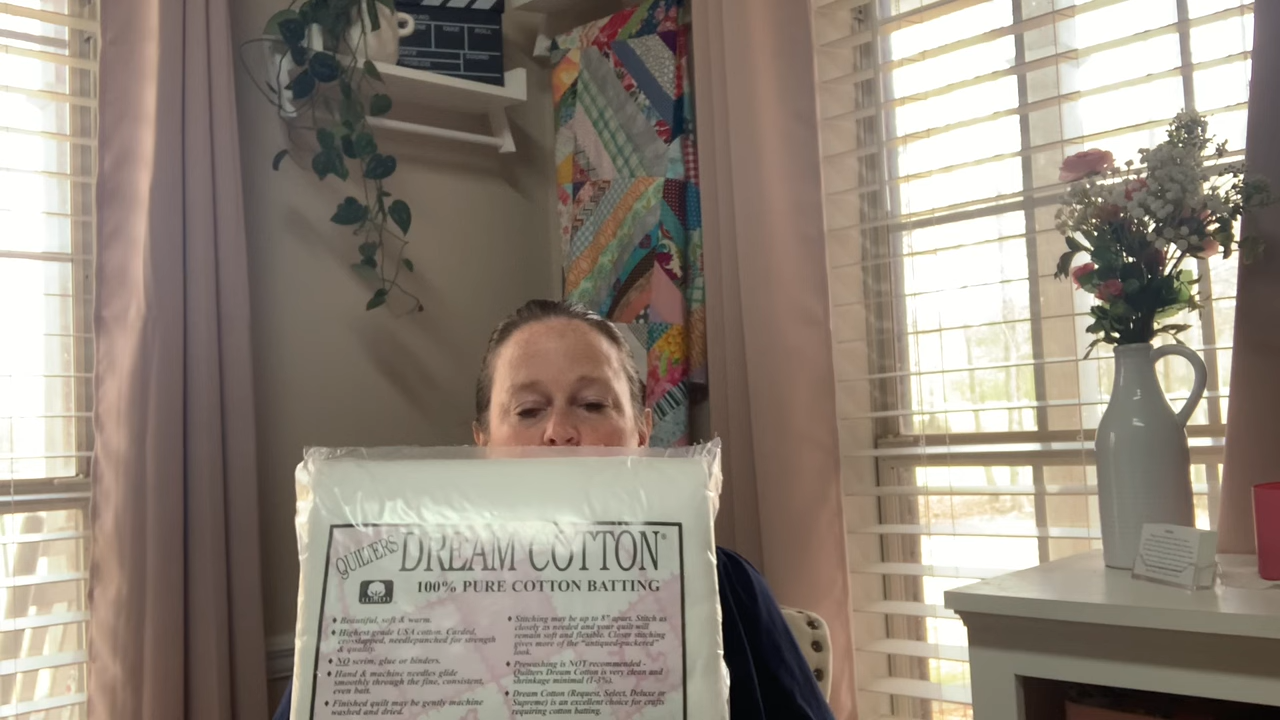 QUILTERS DREAM COTTON®
100% PURE COTTON BATTING
♦ Beautiful, soft & warm.
♦ Highest grade USA cotton. Carded,
crosslapped, needlepunched for strength
& quality.
♦ NO scrim, glue or binders.
♦ Hand & machine needles glide
smoothly through the fine, consistent,
even batt.
♦ Finished quilt may be gently machine
washed and dried.
♦ Stitching may be up to 8" apart. Stitch as
closely as needed and your quilt will
remain soft and flexible. Closer stitching
gives more of the "antiqued-puckered"
look.
♦ Prewashing is NOT recommended -
Quilters Dream Cotton is very clean and
shrinkage minimal (1-3%).
♦ Dream Cotton (Request, Select, Deluxe or
Supreme) is an excellent choice for crafts
requiring cotton batting.